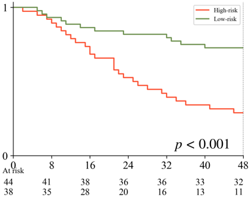 1
High-risk
Low-risk
p < 0.001
0
0 8 16 24 32 40 48
At risk
44 41 38 36 36 33 32
38 35 28 20 16 13 11